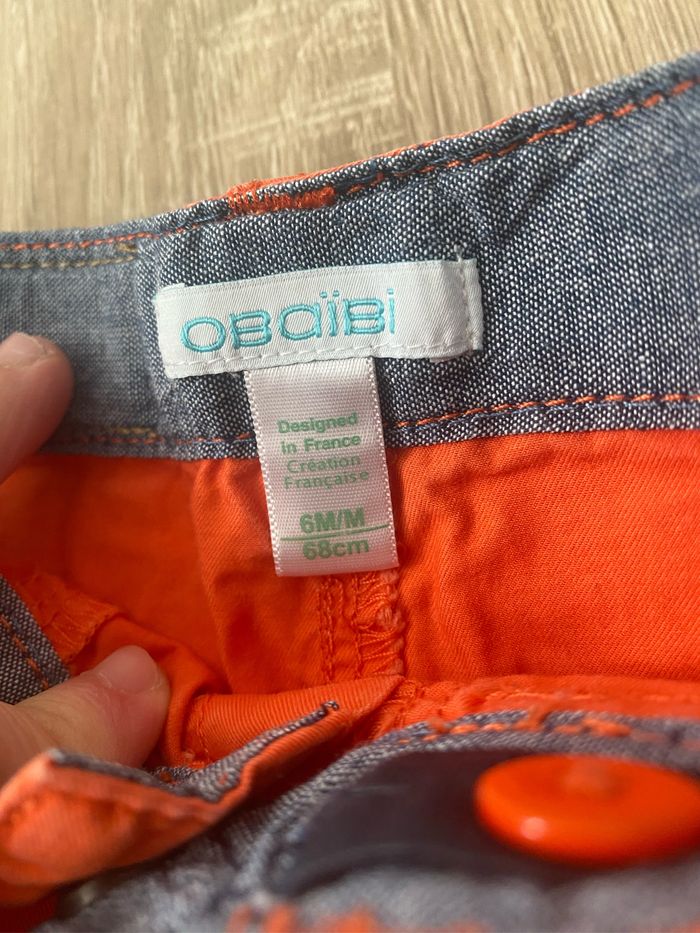 OBaïBi
Designed
in France
Création
Française
6M/M
68cm